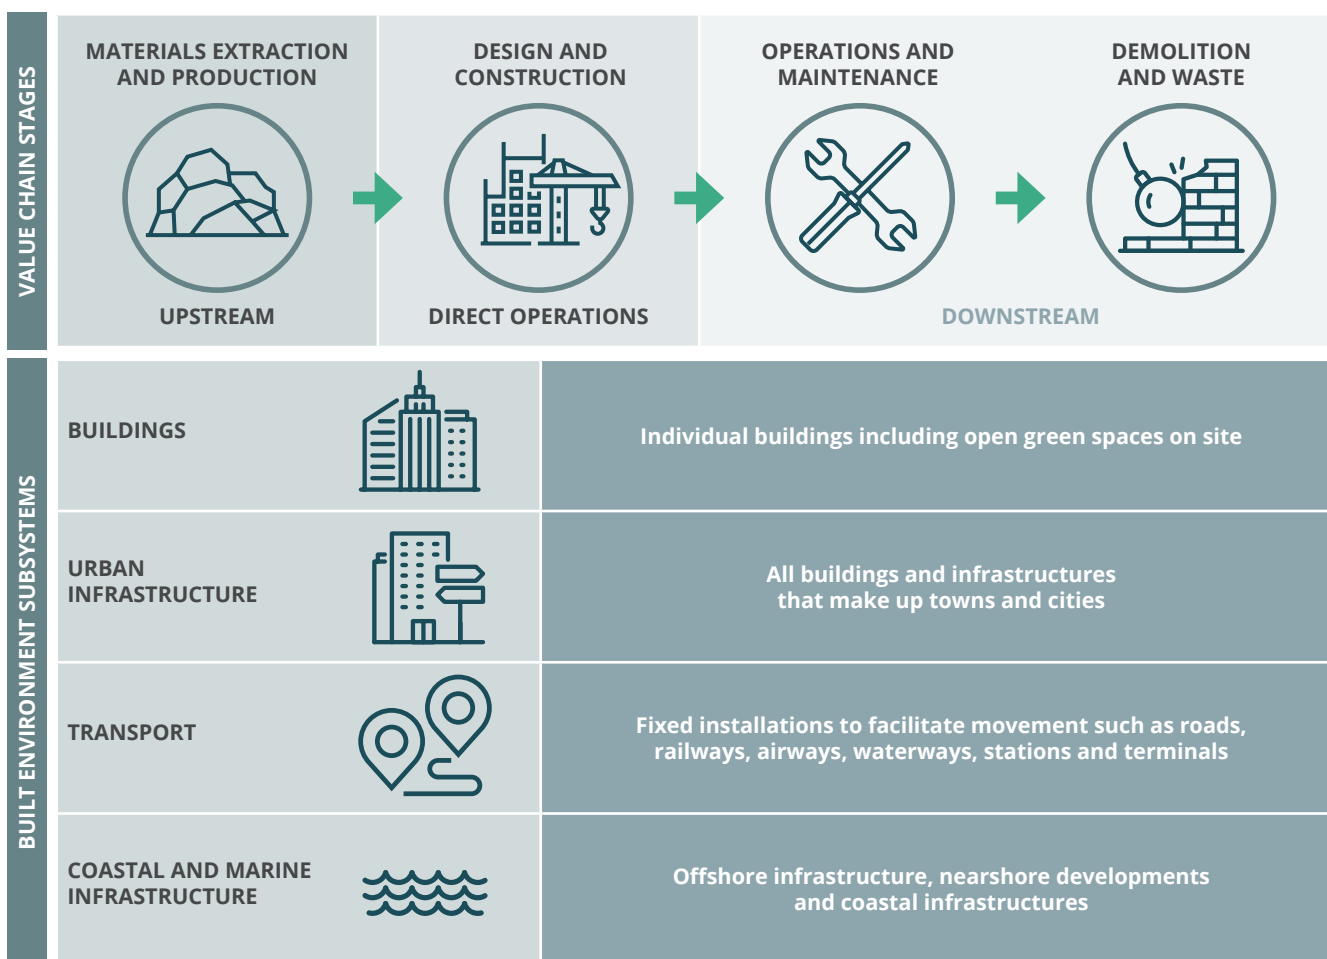 VALUE CHAIN STAGES
MATERIALS EXTRACTION
AND PRODUCTION
UPSTREAM
DESIGN AND
CONSTRUCTION
DIRECT OPERATIONS
OPERATIONS AND
MAINTENANCE
DEMOLITION
AND WASTE
DOWNSTREAM
BUILT ENVIRONMENT SUBSYSTEMS
BUILDINGS
Individual buildings including open green spaces on site
URBAN
INFRASTRUCTURE
All buildings and infrastructures
that make up towns and cities
TRANSPORT
Fixed installations to facilitate movement such as roads,
railways, airways, waterways, stations and terminals
COASTAL AND MARINE
INFRASTRUCTURE
Offshore infrastructure, nearshore developments
and coastal infrastructures